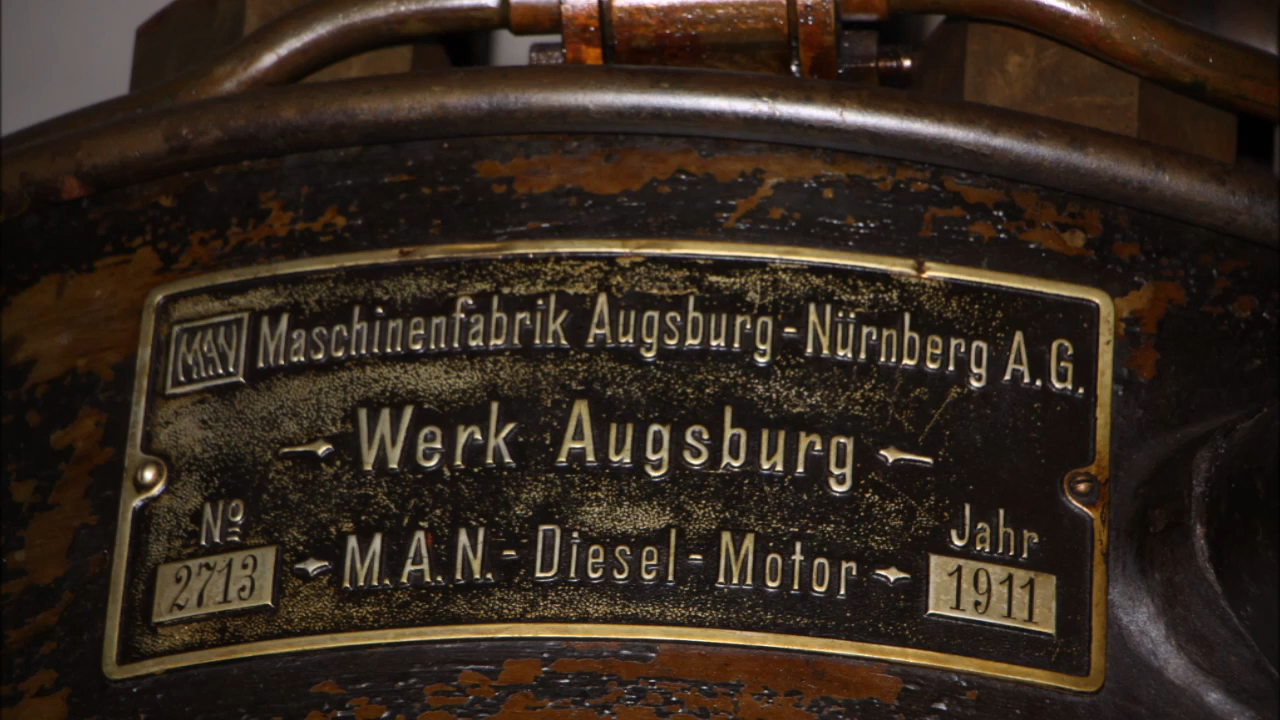 MAN Maschinenfabrik Augsburg-Nürnberg A.G.
Werk Augsburg
Nº
Jahr
2713
M.A.N.-Diesel-Motor
1911